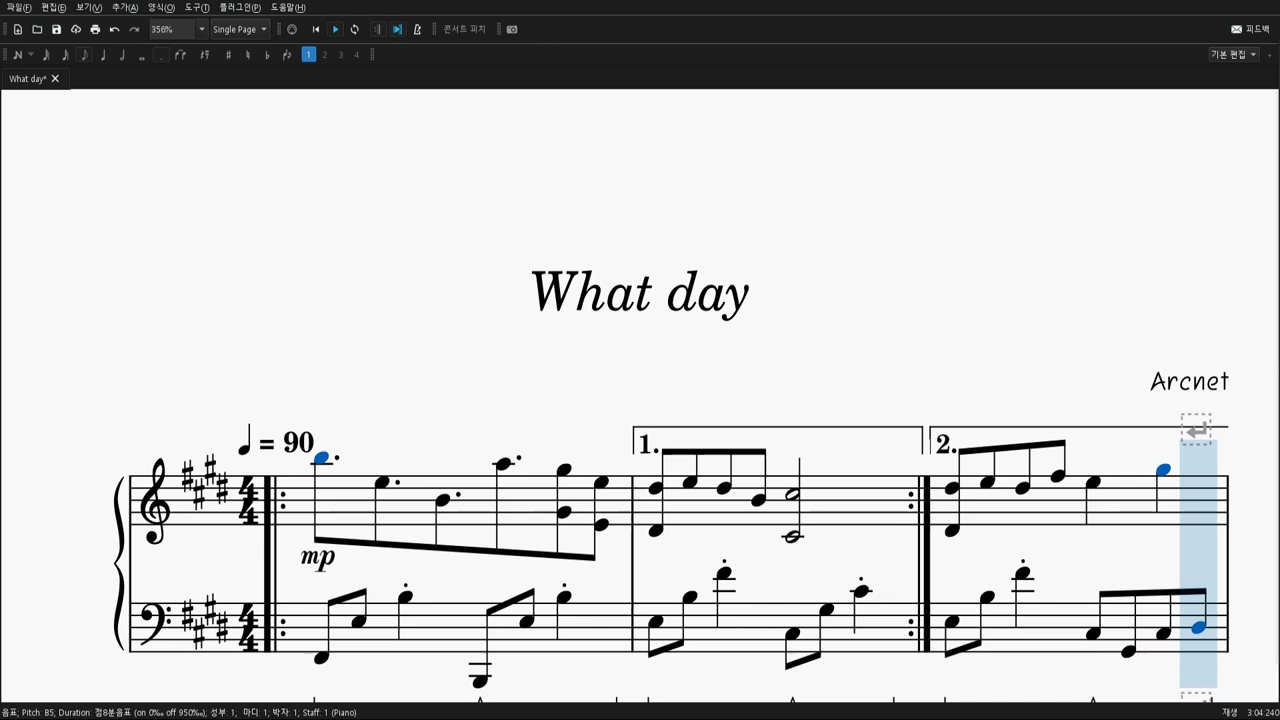 파일(F) 편집(E) 보기(V) 추가(A) 양식(O) 도구(T) 플러그인(P) 도움말(H)
356% Single Page 콘서트 피치 피드백
1 2 3 4 기본 편집
What day*
What day
Arcnet
♩ = 90
1. 2.
4 4
mp
4 4
음표; Pitch: B5; Duration: 점8분음표 (on 0‰ off 950‰); 성부: 1; 마디: 1; 박자: 1; Staff: 1 (Piano) 재생 3:04:240